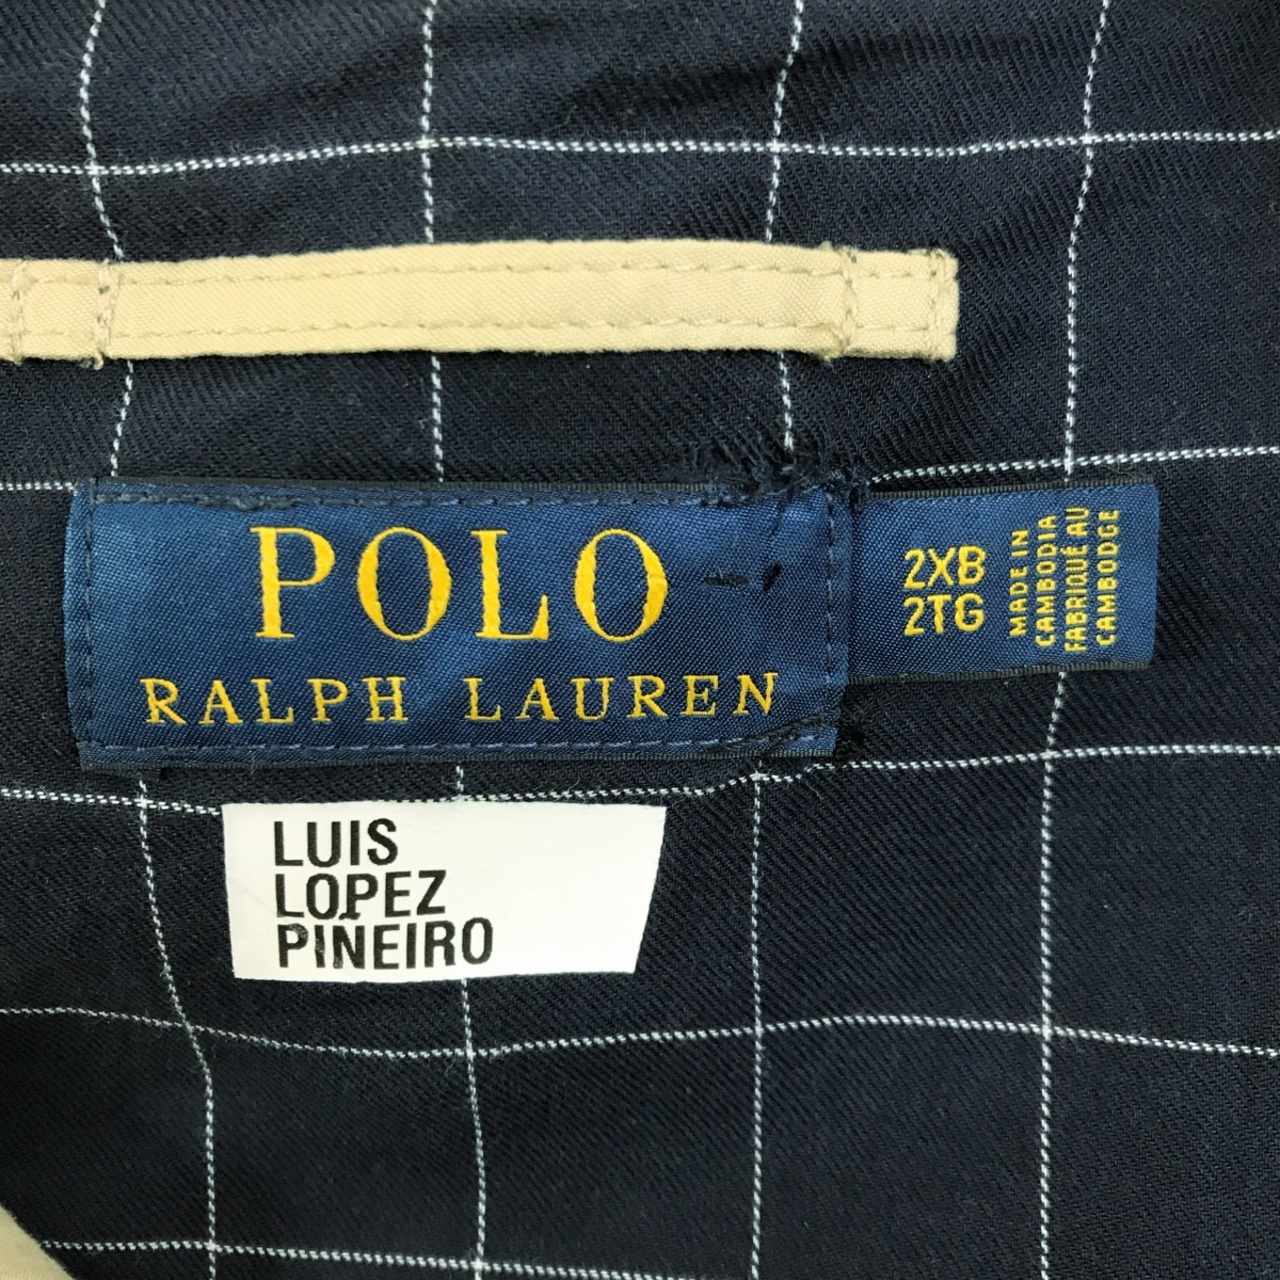 POLO
RALPH LAUREN
2XB
2TG
MADE IN
CAMBODIA
FABRIQUÉ AU
CAMBODGE
LUIS
LOPEZ
PINEIRO